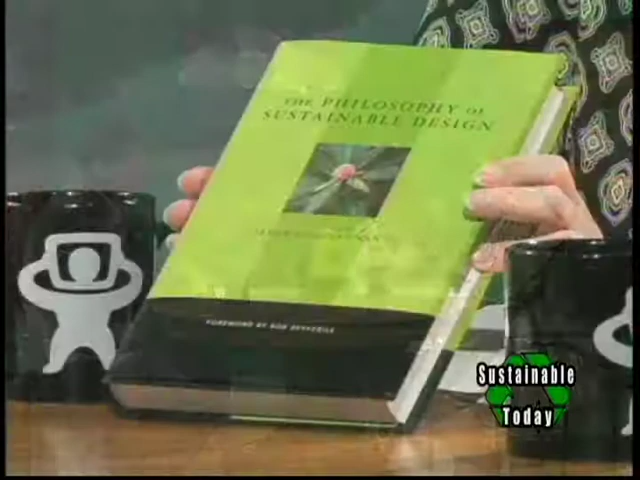 THE PHILOSOPHY OF
SUSTAINABLE DESIGN
FOREWORD BY BOB BERKEBILE
Sustainable
Today